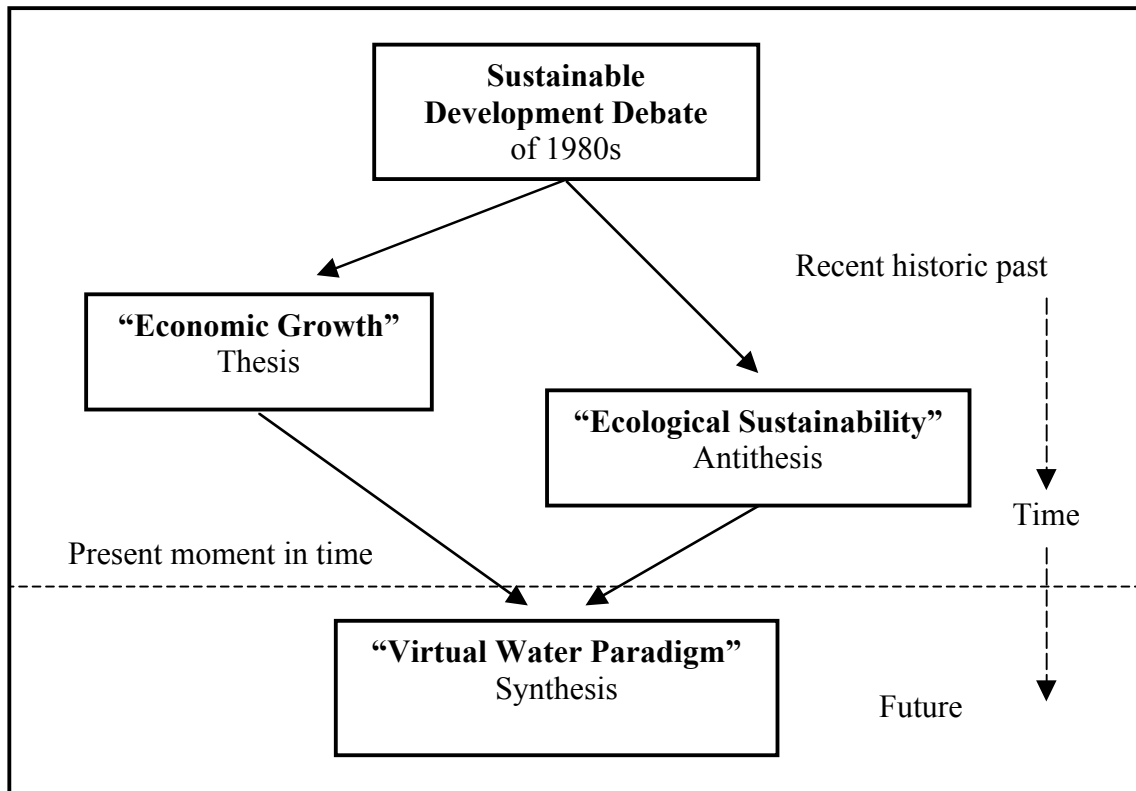 Sustainable
Development Debate
of 1980s
Recent historic past
“Economic Growth”
Thesis
“Ecological Sustainability”
Antithesis
Time
Present moment in time
“Virtual Water Paradigm”
Synthesis
Future